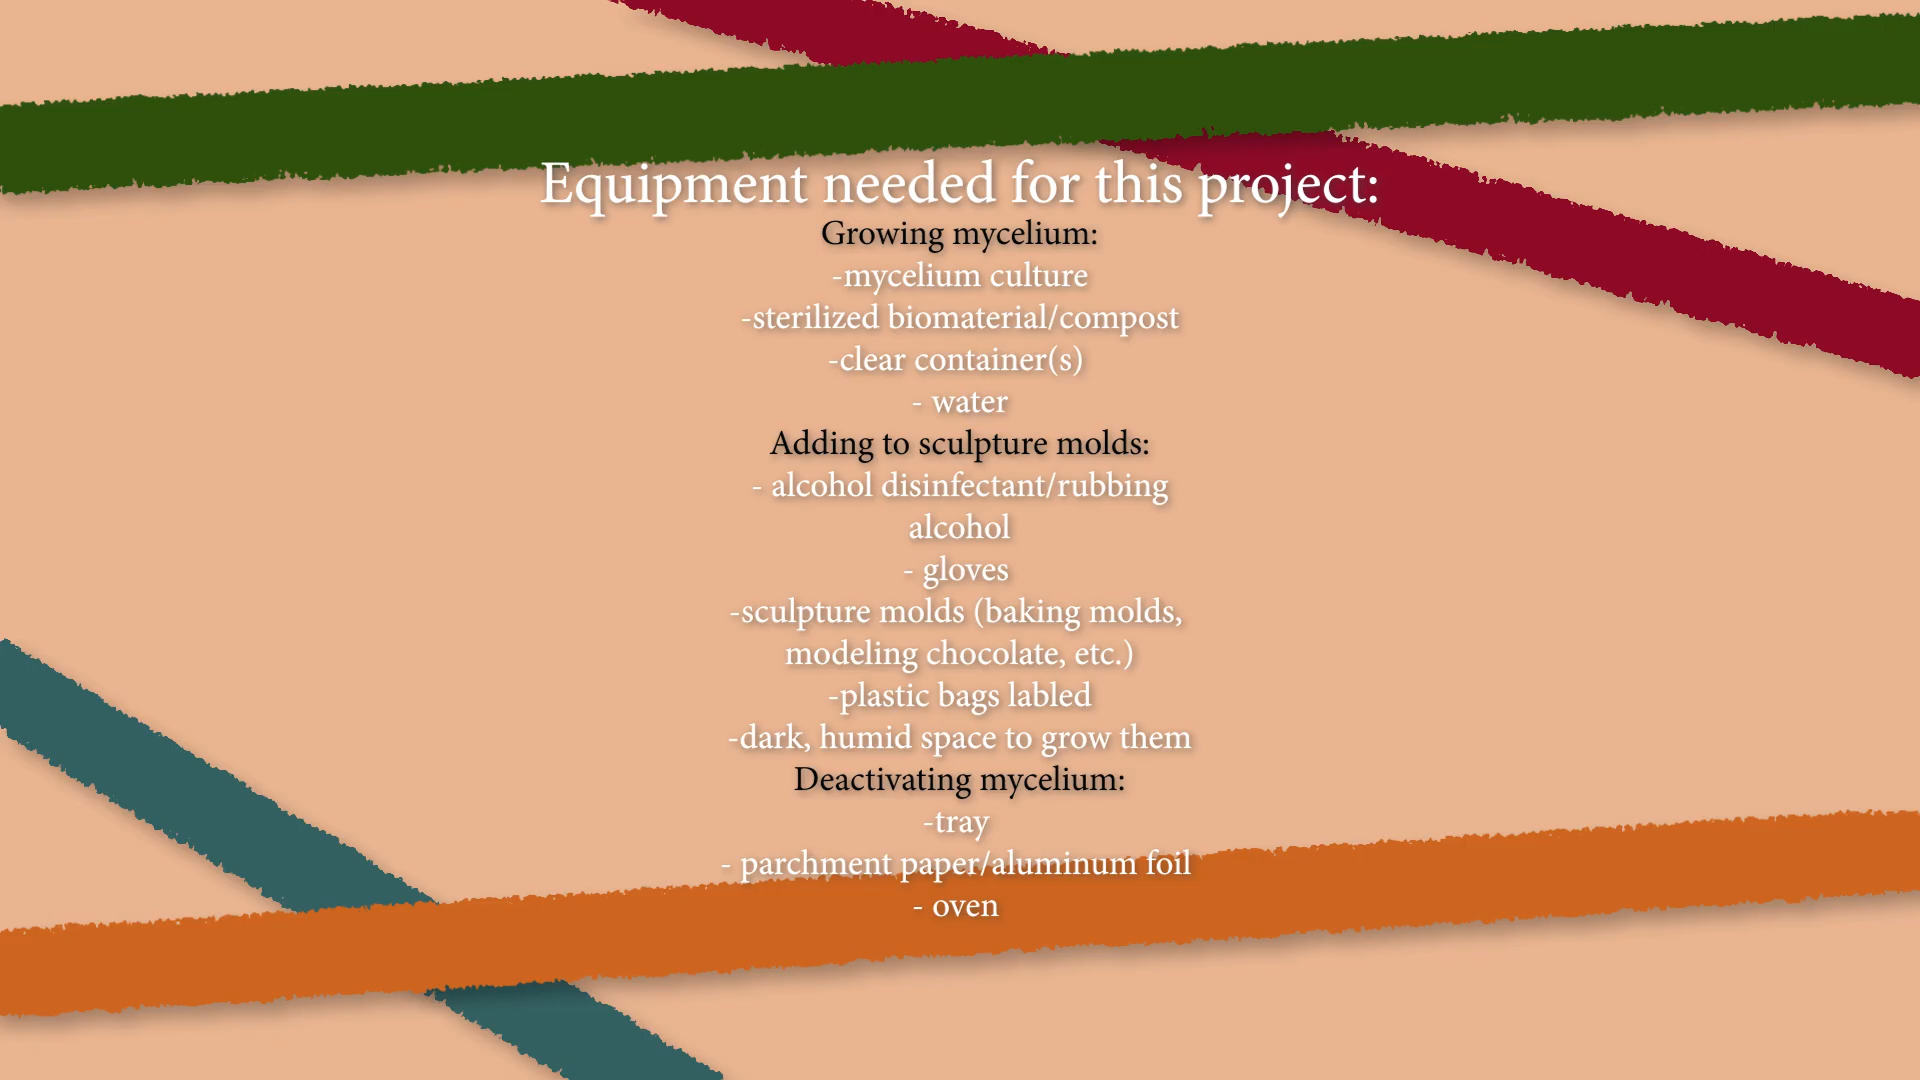 Equipment needed for this project:
Growing mycelium:
-mycelium culture
-sterilized biomaterial/compost
-clear container(s)
- water
Adding to sculpture molds:
- alcohol disinfectant/rubbing
alcohol
- gloves
-sculpture molds (baking molds,
modeling chocolate, etc.)
-plastic bags labled
-dark, humid space to grow them
Deactivating mycelium:
-tray
- parchment paper/aluminum foil
- oven